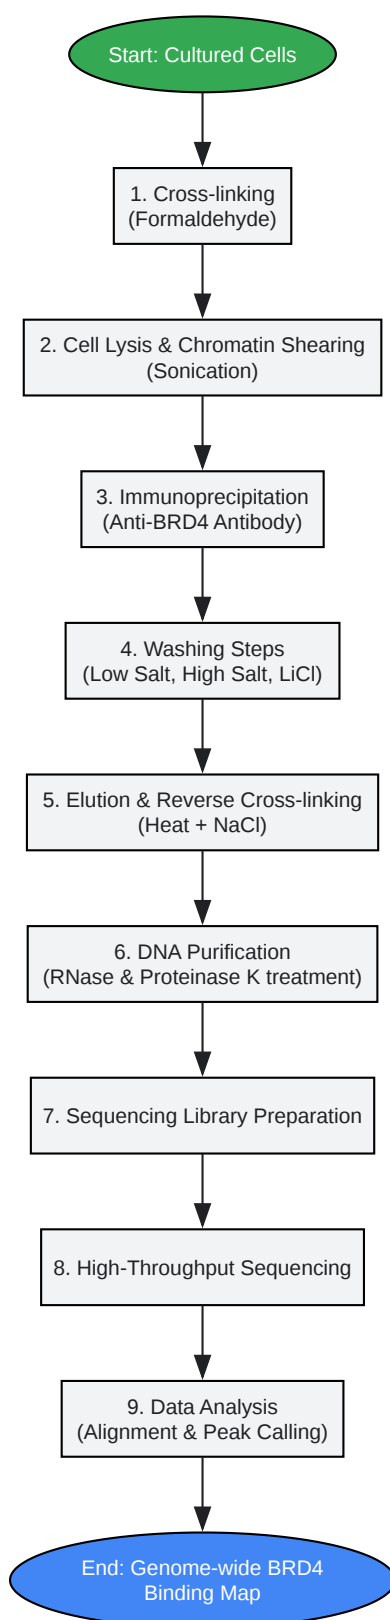 Start: Cultured Cells
1. Cross-linking
(Formaldehyde)
2. Cell Lysis & Chromatin Shearing
(Sonication)
3. Immunoprecipitation
(Anti-BRD4 Antibody)
4. Washing Steps
(Low Salt, High Salt, LiCl)
5. Elution & Reverse Cross-linking
(Heat + NaCl)
6. DNA Purification
(RNase & Proteinase K treatment)
7. Sequencing Library Preparation
8. High-Throughput Sequencing
9. Data Analysis
(Alignment & Peak Calling)
End: Genome-wide BRD4
Binding Map